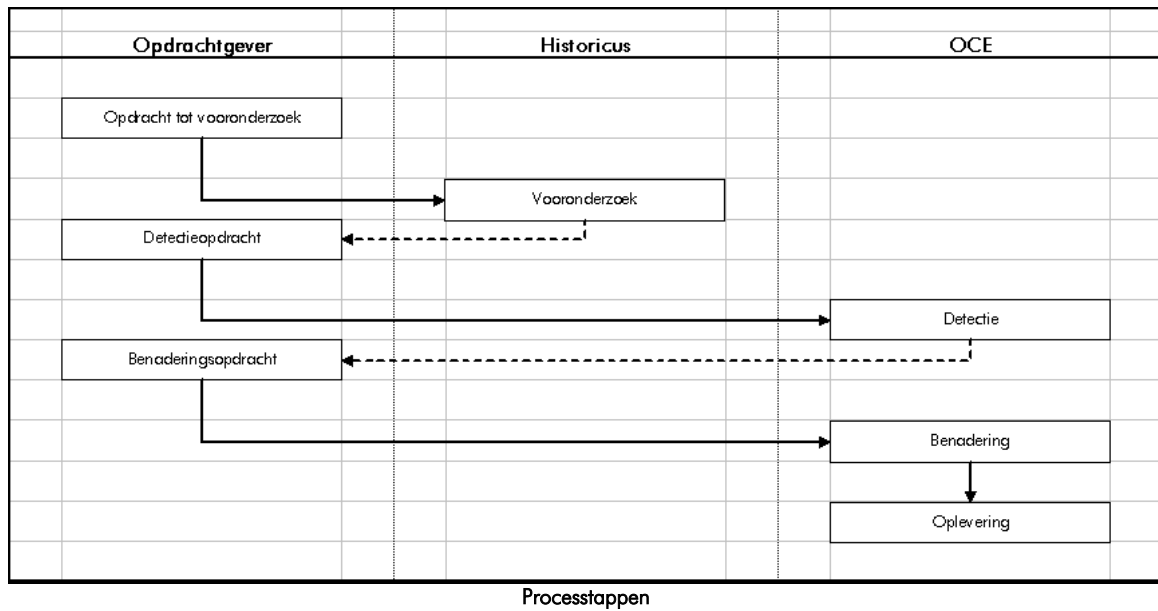 Opdrachtgever Historicus OCE
Opdracht tot vooronderzoek
Vooronderzoek
Detectieopdracht
Detectie
Benaderingsopdracht
Benadering
Oplevering
Processtappen